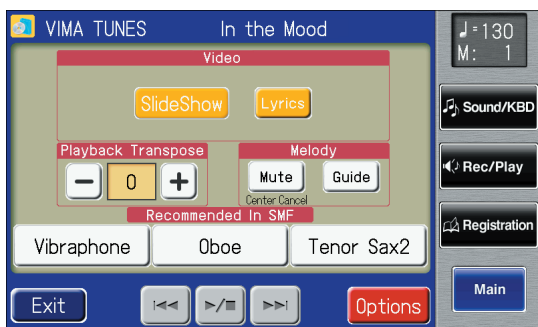 VIMA TUNES In the Mood
♩=130
M: 1
Video
SlideShow Lyrics
Sound/KBD
Playback Transpose Melody
Rec/Play
− 0 + Mute Guide
Center Cancel
Recommended In SMF
Registration
Vibraphone Oboe Tenor Sax2
Main
Exit Options